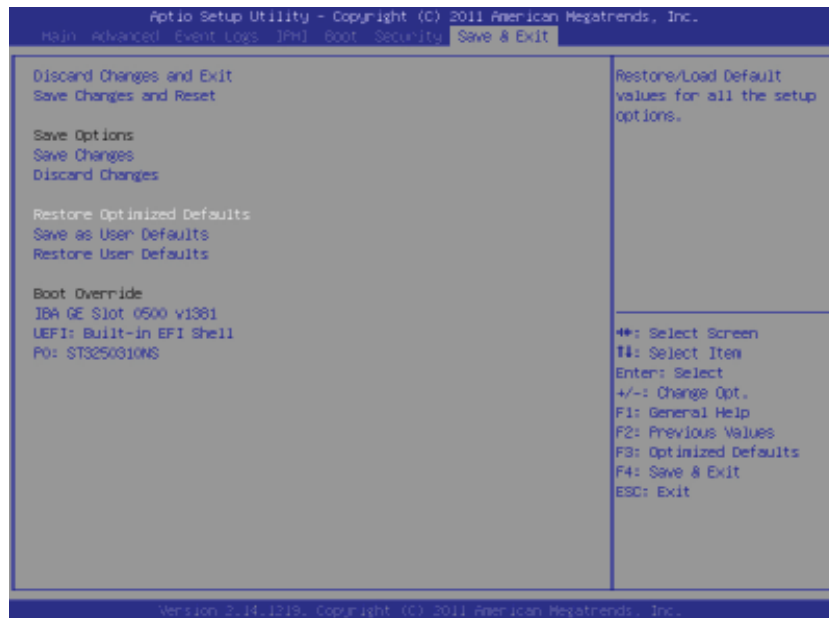 Aptio Setup Utility - Copyright (C) 2011 American Megatrends, Inc.
Main Advanced Event Logs IPMI Boot Security Save & Exit
Discard Changes and Exit
Save Changes and Reset
Save Options
Save Changes
Discard Changes
Restore Optimized Defaults
Save as User Defaults
Restore User Defaults
Boot Override
IBA GE Slot 0500 v1381
UEFI: Built-in EFI Shell
P0: ST3250310NS
Restore/Load Default
values for all the setup
options.
→←: Select Screen
↑↓: Select Item
Enter: Select
+/-: Change Opt.
F1: General Help
F2: Previous Values
F3: Optimized Defaults
F4: Save & Exit
ESC: Exit
Version 2.14.1219. Copyright (C) 2011 American Megatrends, Inc.